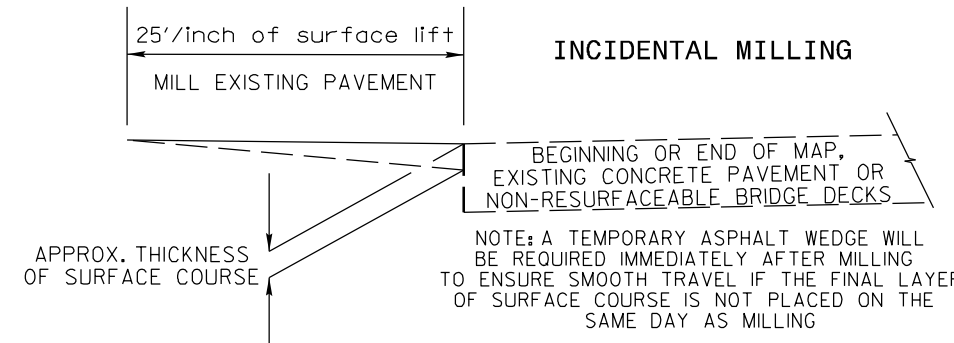 25'/inch of surface lift
MILL EXISTING PAVEMENT
INCIDENTAL MILLING
BEGINNING OR END OF MAP,
EXISTING CONCRETE PAVEMENT OR
NON-RESURFACEABLE BRIDGE DECKS
APPROX. THICKNESS
OF SURFACE COURSE
NOTE: A TEMPORARY ASPHALT WEDGE WILL
BE REQUIRED IMMEDIATELY AFTER MILLING
TO ENSURE SMOOTH TRAVEL IF THE FINAL LAYER
OF SURFACE COURSE IS NOT PLACED ON THE
SAME DAY AS MILLING